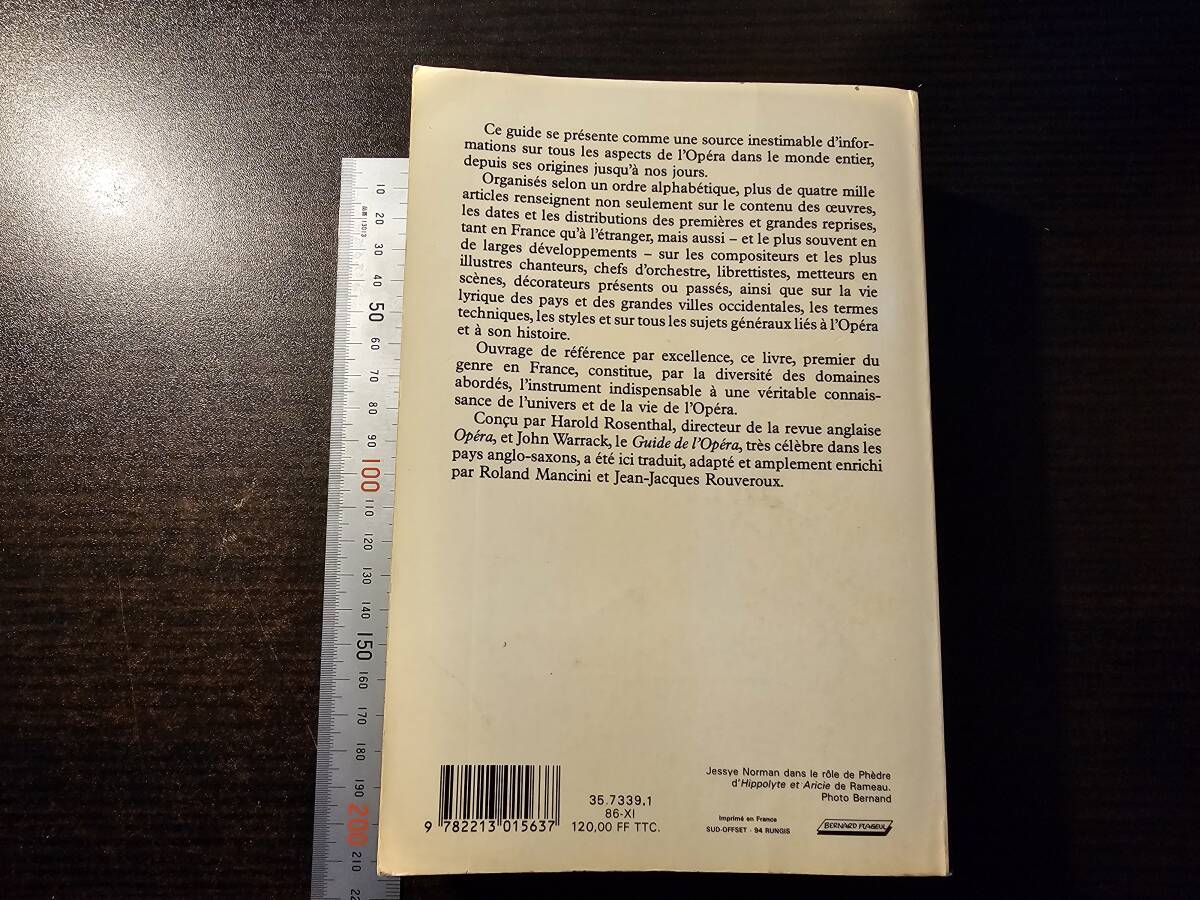 Ce guide se présente comme une source inestimable d'infor-
mations sur tous les aspects de l'Opéra dans le monde entier,
depuis ses origines jusqu'à nos jours.
Organisés selon un ordre alphabétique, plus de quatre mille
articles renseignent non seulement sur le contenu des œuvres,
les dates et les distributions des premières et grandes reprises,
tant en France qu'à l'étranger, mais aussi – et le plus souvent en
de larges développements – sur les compositeurs et les plus
illustres chanteurs, chefs d'orchestre, librettistes, metteurs en
scènes, décorateurs présents ou passés, ainsi que sur la vie
lyrique des pays et des grandes villes occidentales, les termes
techniques, les styles et sur tous les sujets généraux liés à l'Opéra
et à son histoire.
Ouvrage de référence par excellence, ce livre, premier du
genre en France, constitue, par la diversité des domaines
abordés, l'instrument indispensable à une véritable connais-
sance de l'univers et de la vie de l'Opéra.
Conçu par Harold Rosenthal, directeur de la revue anglaise
Opéra, et John Warrack, le Guide de l'Opéra, très célèbre dans les
pays anglo-saxons, a été ici traduit, adapté et amplement enrichi
par Roland Mancini et Jean-Jacques Rouveroux.
Jessye Norman dans le rôle de Phèdre
d'Hippolyte et Aricie de Rameau.
Photo Bernand
35.7339.1
86-XI
120,00 FF TTC.
9 782213 015637
Imprimé en France
SUD-OFFSET - 94 RUNGIS
BERNARD FLAGEUL
10
20
30
40
50
60
70
80
90
100
110
120
130
140
150
160
170
180
190
200
210